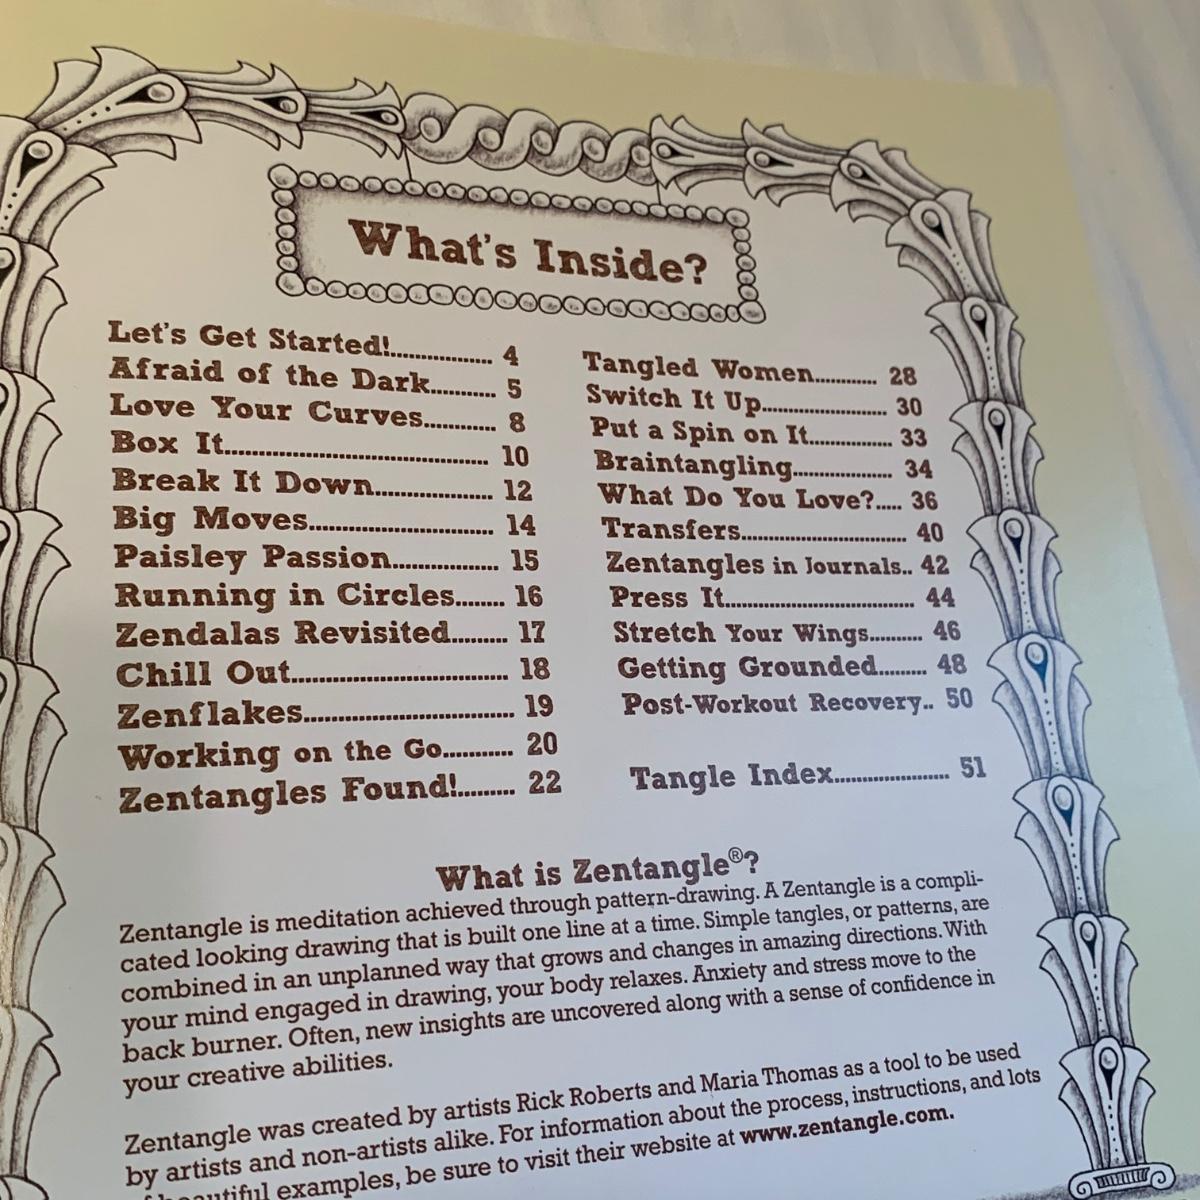 What's Inside?
Let's Get Started!................ 4
Afraid of the Dark.......... 5
Love Your Curves........... 8
Box It......................................... 10
Break It Down................... 12
Big Moves............................. 14
Paisley Passion................. 15
Running in Circles........ 16
Zendalas Revisited......... 17
Chill Out.................................. 18
Zenflakes................................. 19
Working on the Go........... 20
Zentangles Found!......... 22
Tangled Women............ 28
Switch It Up........................ 30
Put a Spin on It................ 33
Braintangling................... 34
What Do You Love?..... 36
Transfers................................ 40
Zentangles in Journals.. 42
Press It..................................... 44
Stretch Your Wings.......... 46
Getting Grounded......... 48
Post-Workout Recovery.. 50
Tangle Index...................... 51
What is Zentangle®?
Zentangle is meditation achieved through pattern-drawing. A Zentangle is a compli-
cated looking drawing that is built one line at a time. Simple tangles, or patterns, are
combined in an unplanned way that grows and changes in amazing directions. With
your mind engaged in drawing, your body relaxes. Anxiety and stress move to the
back burner. Often, new insights are uncovered along with a sense of confidence in
your creative abilities.
Zentangle was created by artists Rick Roberts and Maria Thomas as a tool to be used
by artists and non-artists alike. For information about the process, instructions, and lots
examples, be sure to visit their website at www.zentangle.com.